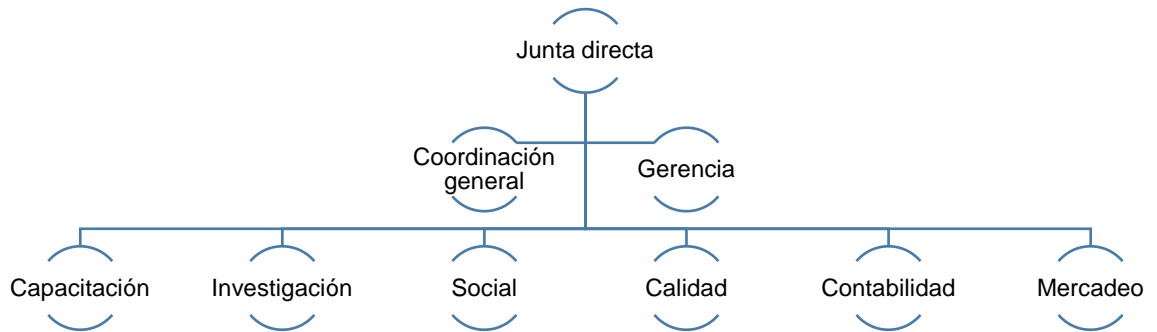 Junta directa
Coordinación
general
Gerencia
Capacitación
Investigación
Social
Calidad
Contabilidad
Mercadeo